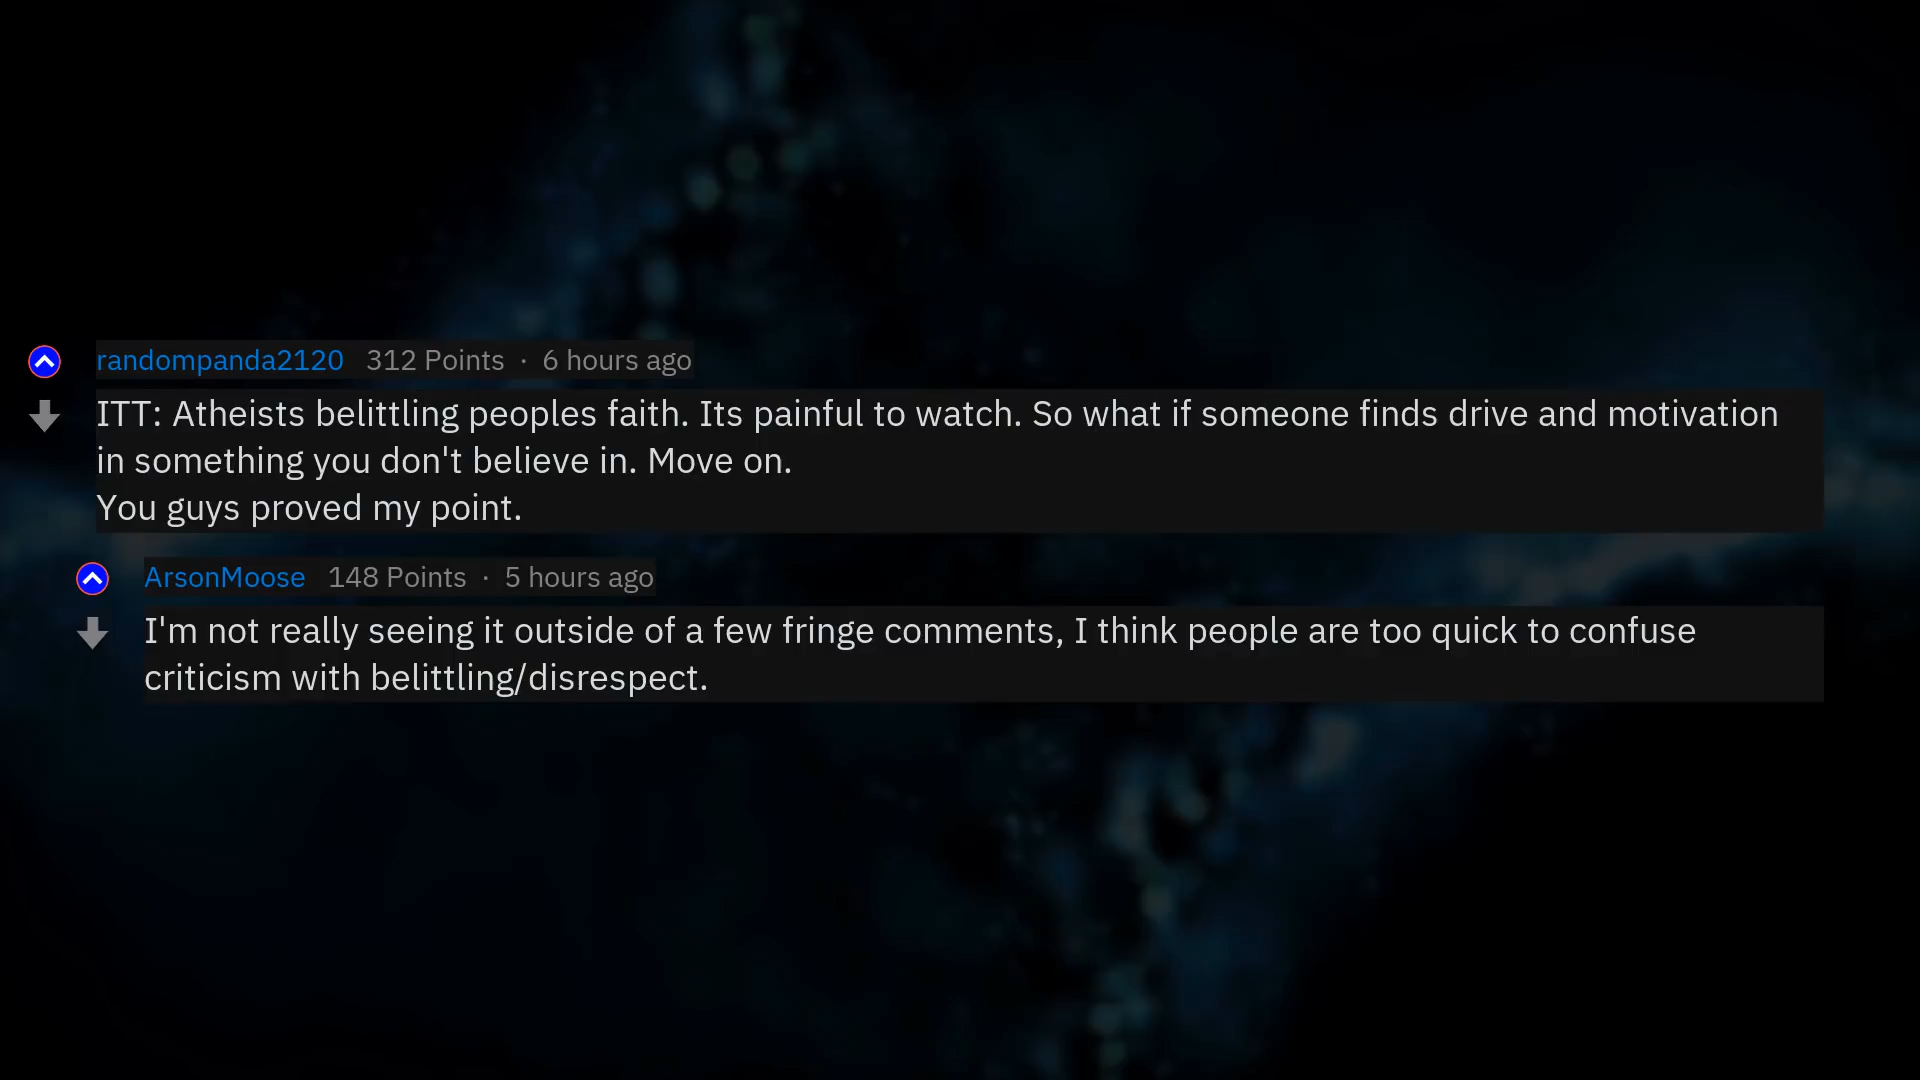 randompanda2120 312 Points · 6 hours ago
ITT: Atheists belittling peoples faith. Its painful to watch. So what if someone finds drive and motivation
in something you don't believe in. Move on.
You guys proved my point.
ArsonMoose 148 Points · 5 hours ago
I'm not really seeing it outside of a few fringe comments, I think people are too quick to confuse
criticism with belittling/disrespect.